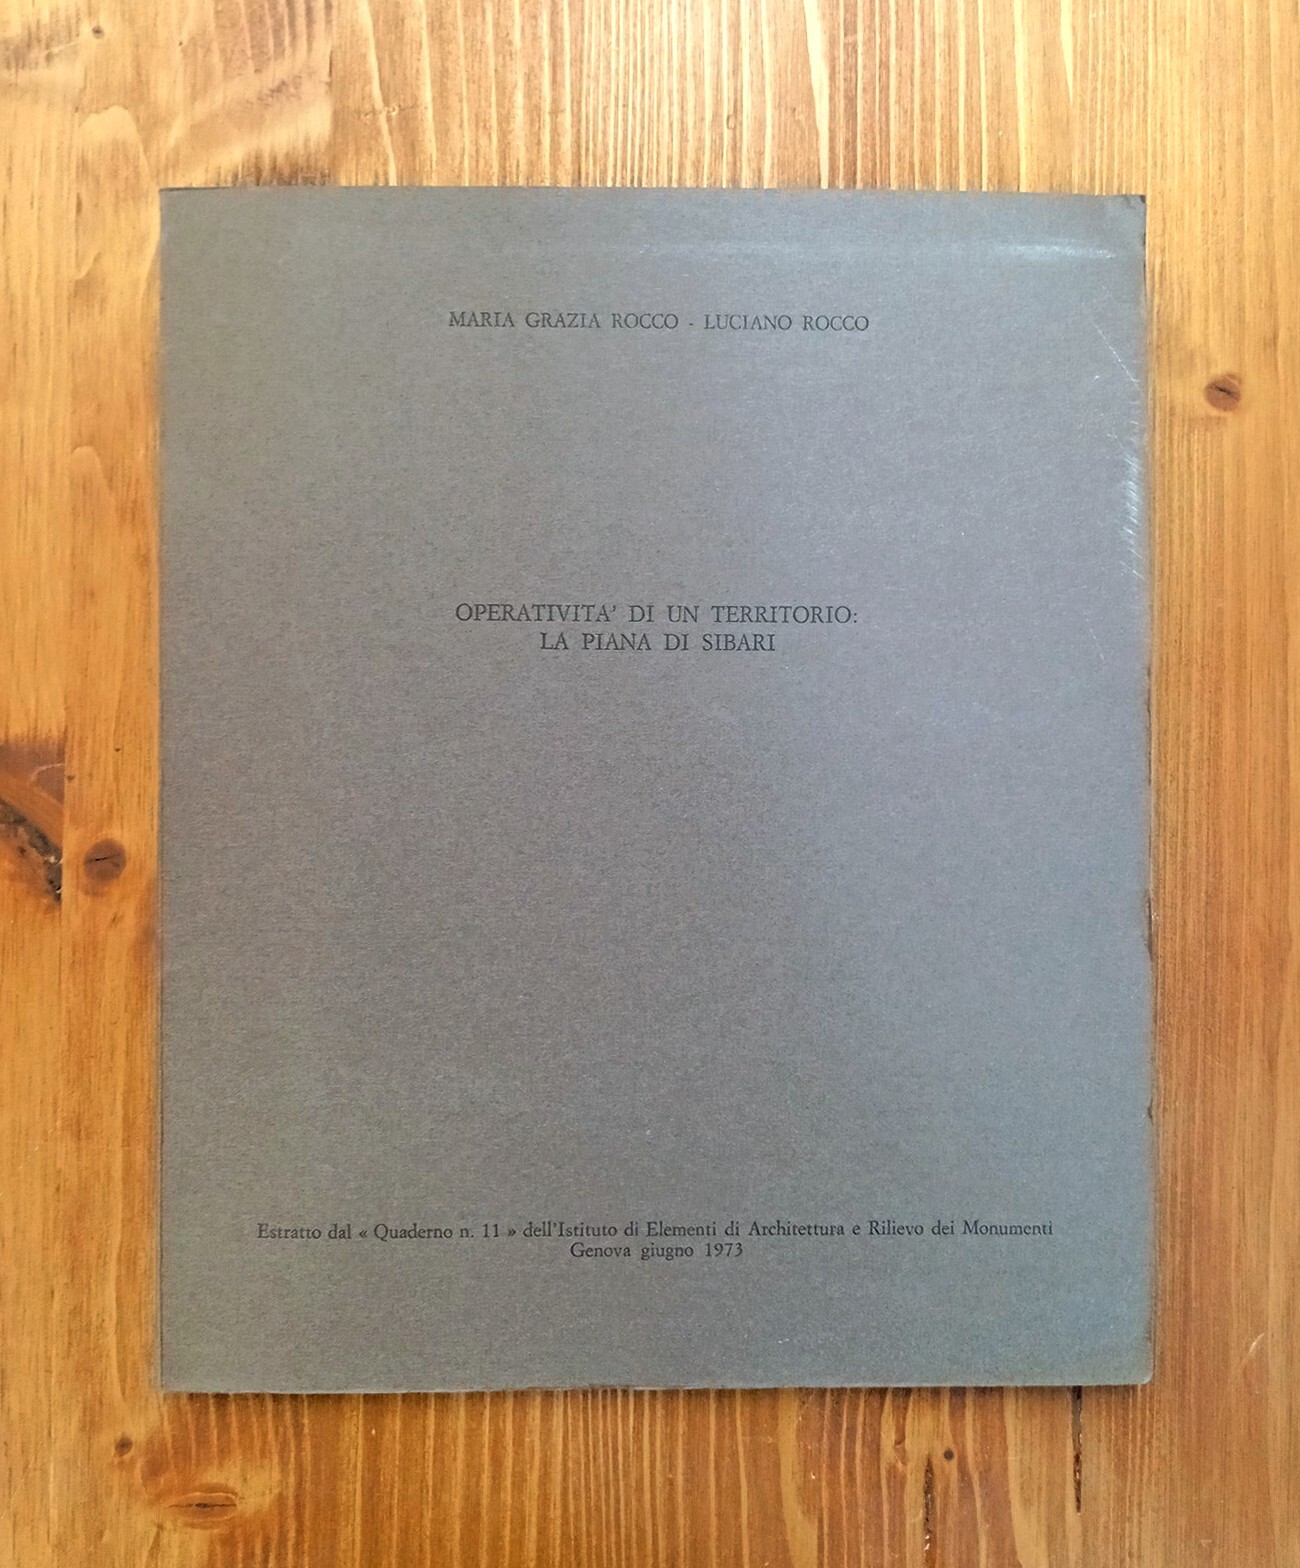 MARIA GRAZIA ROCCO - LUCIANO ROCCO
OPERATIVITA' DI UN TERRITORIO:
LA PIANA DI SIBARI
Estratto dal « Quaderno n. 11 » dell'Istituto di Elementi di Architettura e Rilievo dei Monumenti
Genova giugno 1973